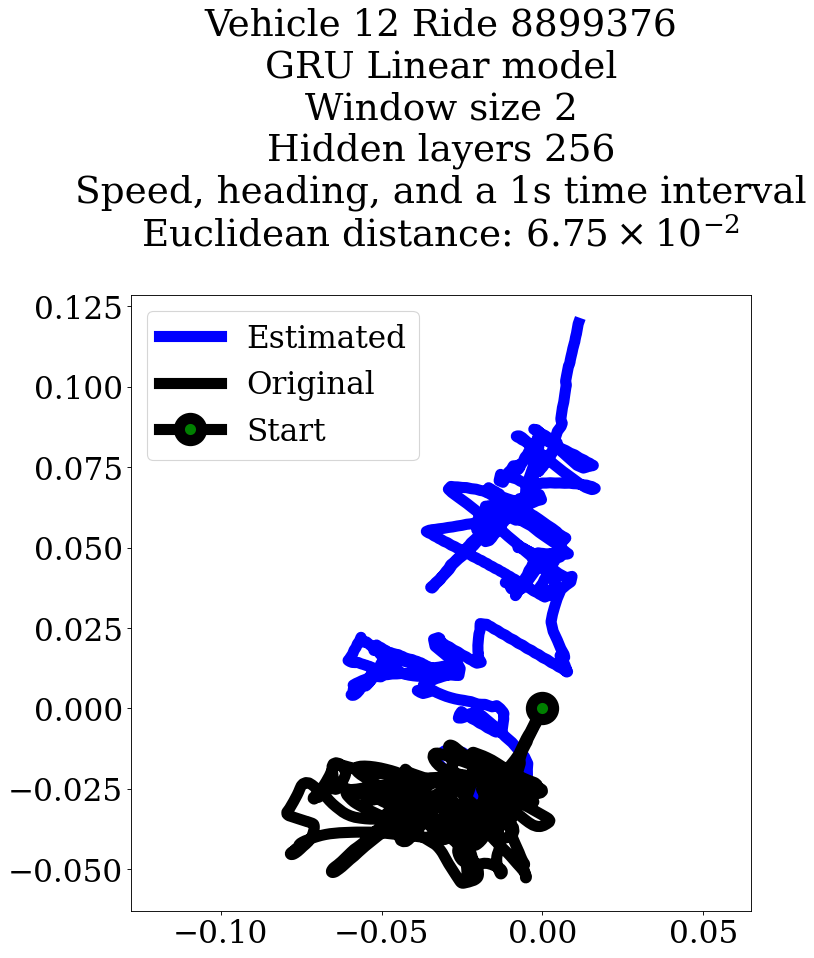 Vehicle 12 Ride 8899376
GRU Linear model
Window size 2
Hidden layers 256
Speed, heading, and a 1s time interval
Euclidean distance: 6.75 × 10⁻²
Estimated
Original
Start
0.125
0.100
0.075
0.050
0.025
0.000
−0.025
−0.050
−0.10
−0.05
0.00
0.05